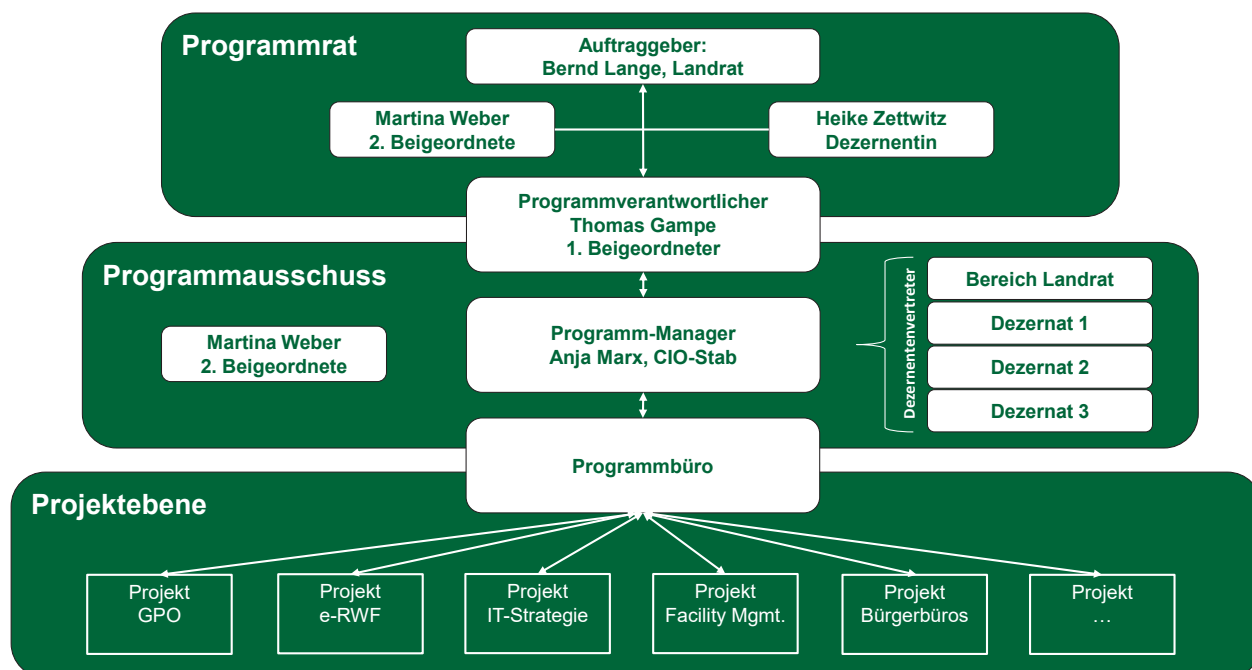 Programmrat
Auftraggeber:
Bernd Lange, Landrat
Martina Weber
2. Beigeordnete
Heike Zettwitz
Dezernentin
Programmverantwortlicher
Thomas Gampe
1. Beigeordneter
Programmausschuss
Martina Weber
2. Beigeordnete
Programm-Manager
Anja Marx, CIO-Stab
Dezernentenvertreter
Bereich Landrat
Dezernat 1
Dezernat 2
Dezernat 3
Programmbüro
Projektebene
Projekt
GPO
Projekt
e-RWF
Projekt
IT-Strategie
Projekt
Facility Mgmt.
Projekt
Bürgerbüros
Projekt
…